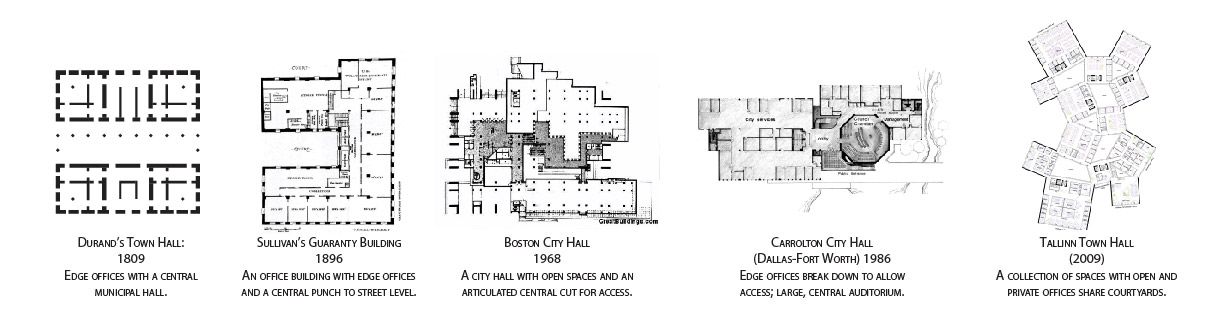 COURT
COURT
City Services
Council
Chamber
Management
Public Entrance
GreatBuildings.com
Durand's Town Hall:
1809
Edge offices with a central
municipal hall.
Sullivan's Guaranty Building
1896
An office building with edge offices
and a central punch to street level.
Boston City Hall
1968
A city hall with open spaces and an
articulated central cut for access.
Carrolton City Hall
(Dallas-Fort Worth) 1986
Edge offices break down to allow
access; large, central auditorium.
Tallinn Town Hall
(2009)
A collection of spaces with open and
private offices share courtyards.